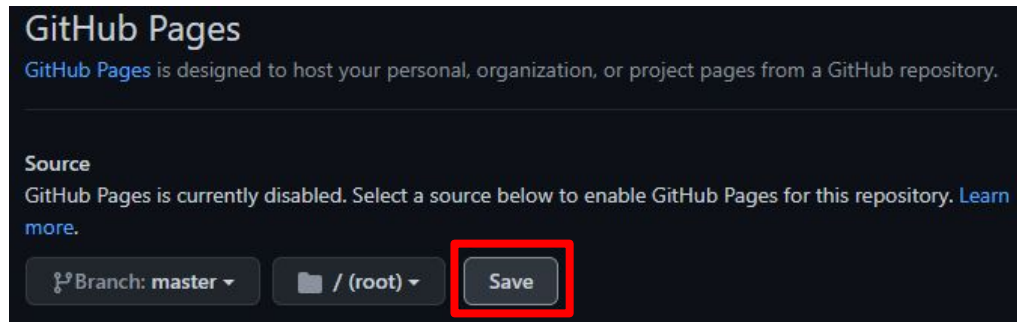 GitHub Pages
GitHub Pages is designed to host your personal, organization, or project pages from a GitHub repository.
Source
GitHub Pages is currently disabled. Select a source below to enable GitHub Pages for this repository. Learn
more.
Branch: master / (root) Save